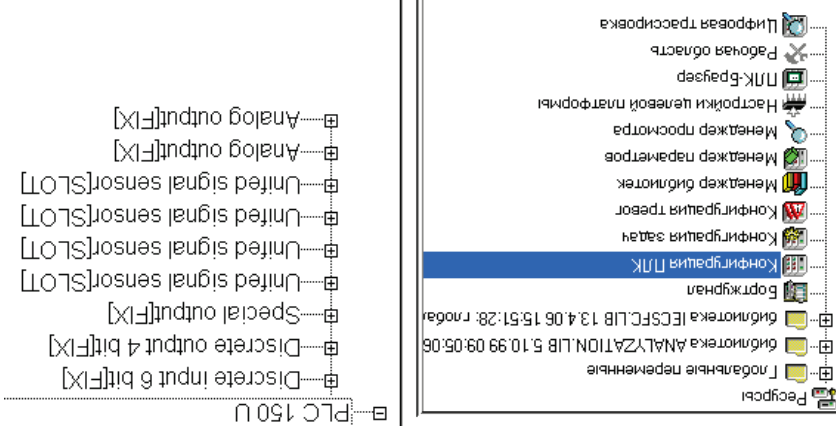 Ресурсы
Глобальные переменные
библиотека ANALYZATION.LIB 5.10.99 09:05:06
библиотека IECSFC.LIB 13.4.06 15:51:28: глоба
Бортжурнал
Конфигурация ПЛК
Конфигурация задач
Конфигурация тревог
Менеджер библиотек
Менеджер параметров
Менеджер просмотра
Настройки целевой платформы
ПЛК-Браузер
Рабочая область
Цифровая трассировка
PLC 150 U
Discrete input 6 bit[FIX]
Discrete output 4 bit[FIX]
Special output[FIX]
Unified signal sensor[SLOT]
Unified signal sensor[SLOT]
Unified signal sensor[SLOT]
Unified signal sensor[SLOT]
Analog output[FIX]
Analog output[FIX]